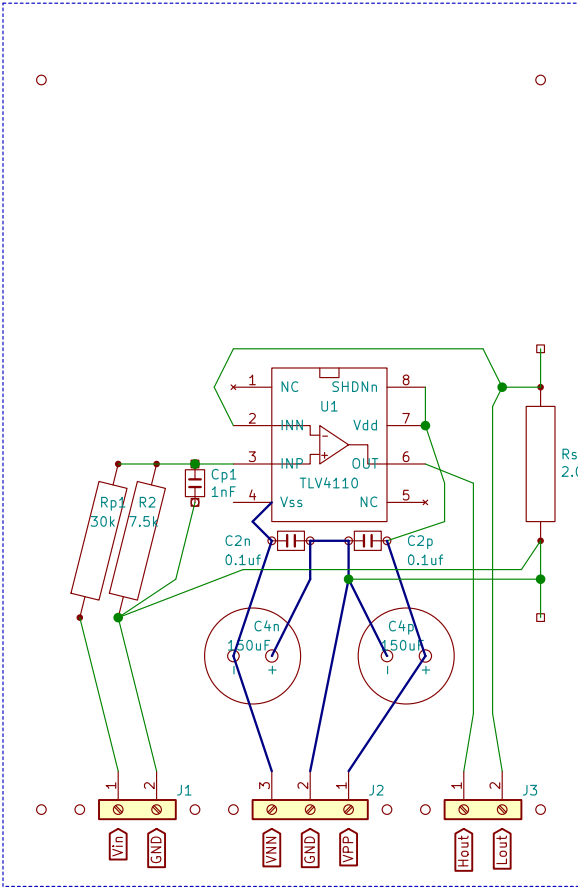 1 NC SHDNn 8
U1
2 INN Vdd 7
3 INP OUT 6
TLV4110
4 Vss NC 5
Rs
2.0
Cp1
1nF
Rp1
30k
R2
7.5k
C2n
0.1uf
C2p
0.1uf
C4n
150uF
- +
C4p
150uF
- +
1 2 J1
Vin GND
3 2 1 J2
VNN GND VPP
1 2 J3
Hout Lout